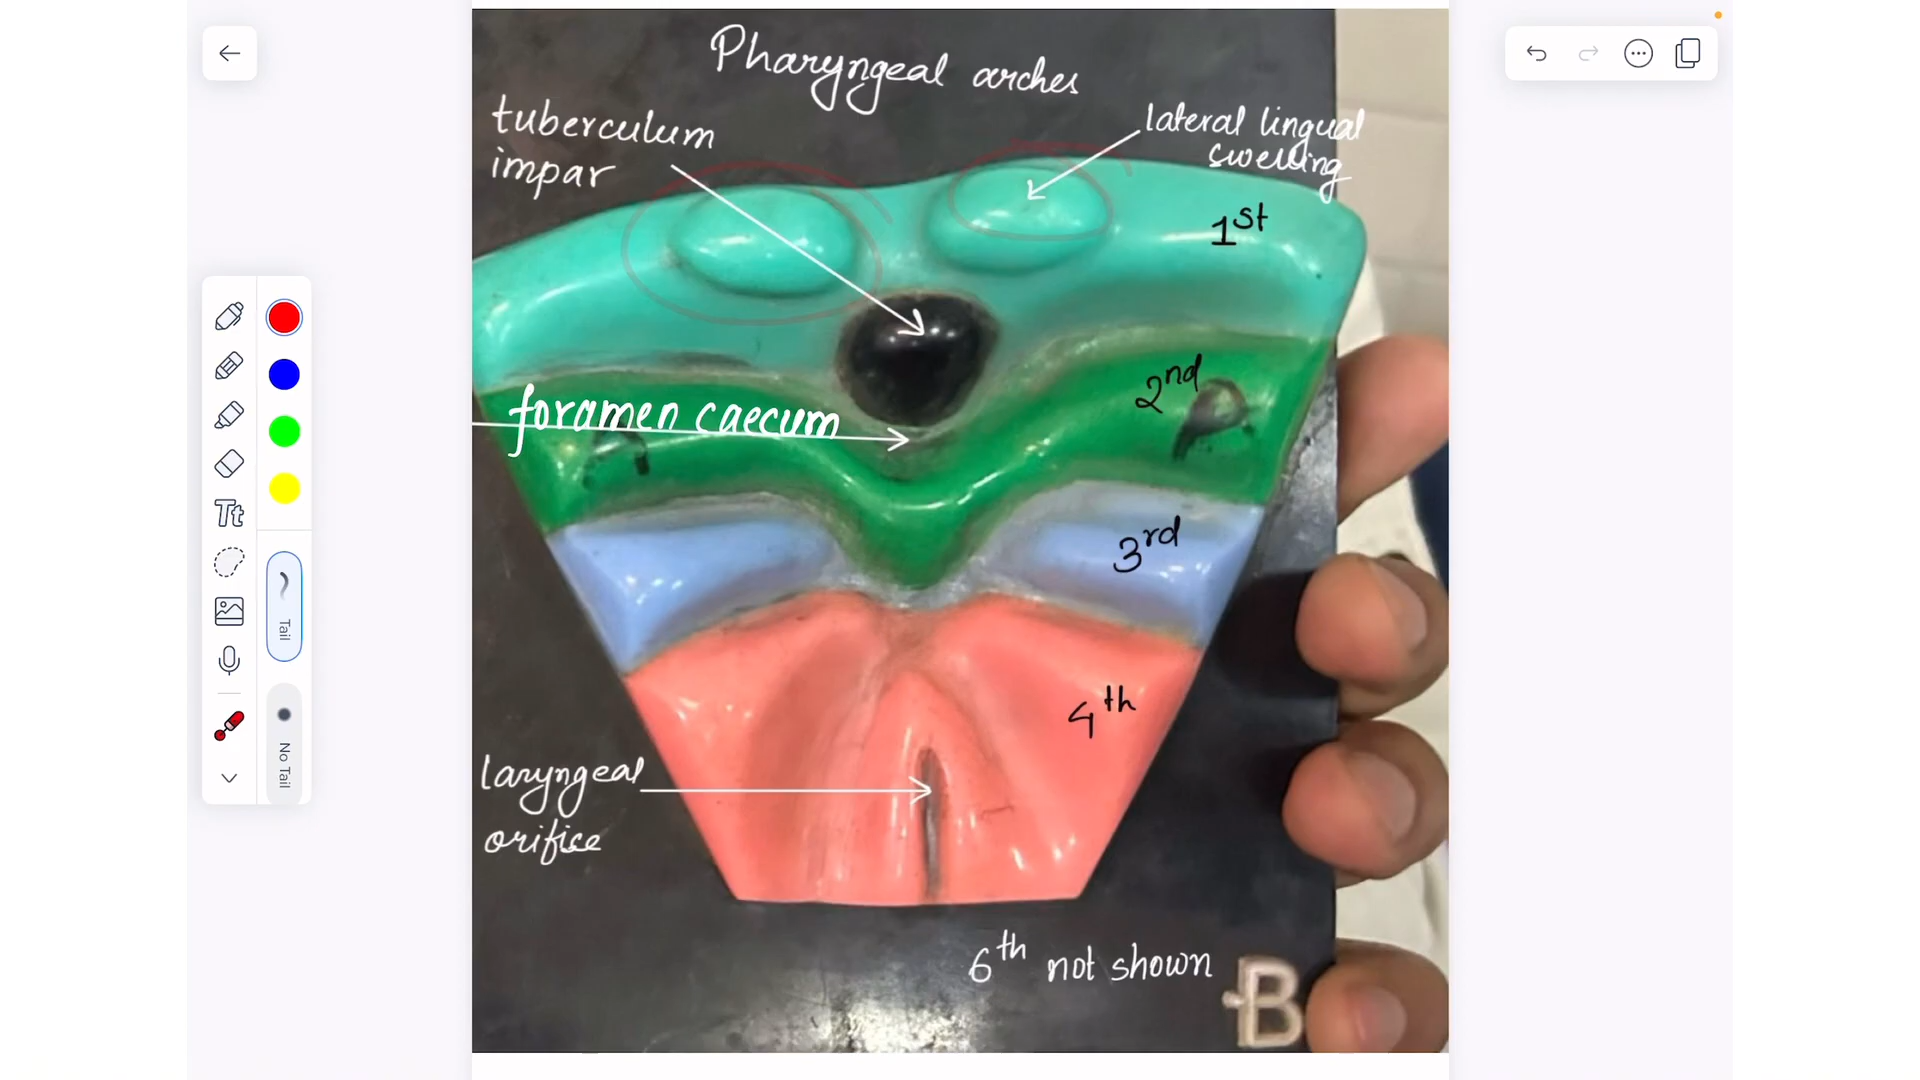 Pharyngeal arches
tuberculum
impar
lateral lingual
swelling
1st
2nd
foramen caecum
3rd
4th
laryngeal
orifice
6th not shown
B
Tt
Tail
No Tail